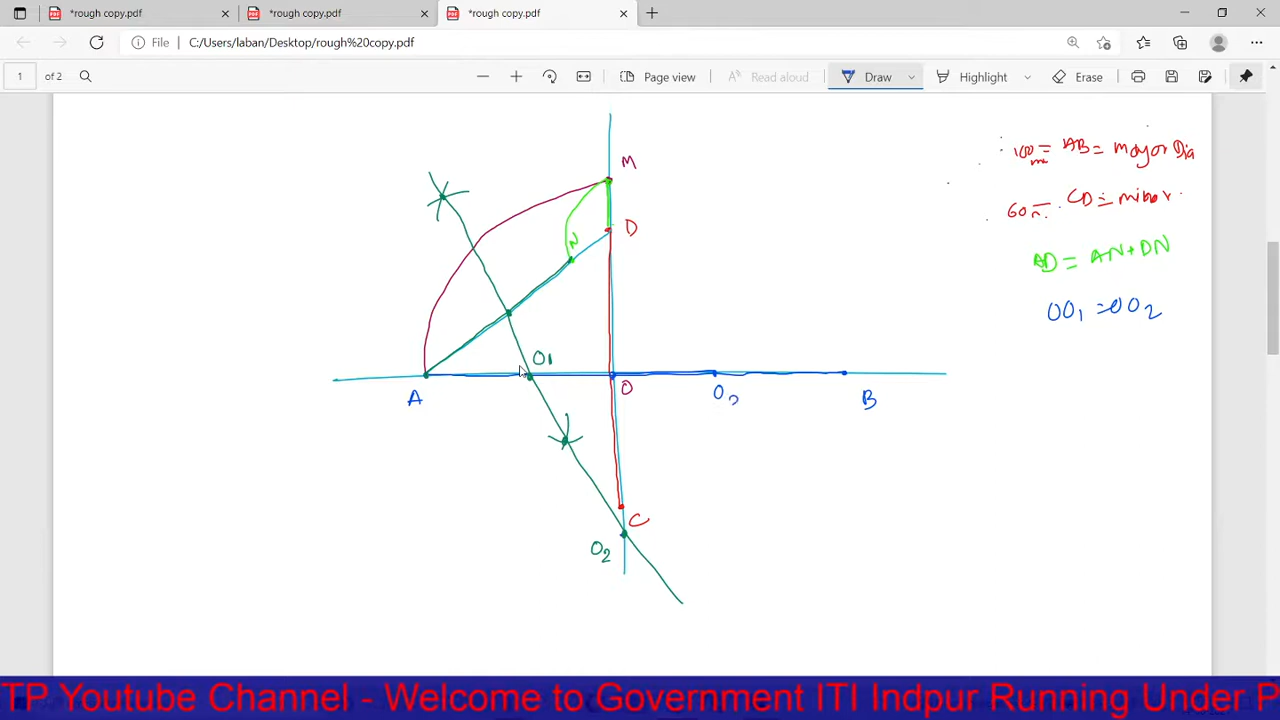 *rough copy.pdf
*rough copy.pdf
*rough copy.pdf
File C:/Users/laban/Desktop/rough%20copy.pdf
1 of 2 Page view Read aloud Draw Highlight Erase
M
D
N
O1
A
O
B
C
O2
100 mm = AB = major Dia
CD = minor
AD = AN + DN
OO1 = OO2
TP Youtube Channel - Welcome to Government ITI Indpur Running Under P